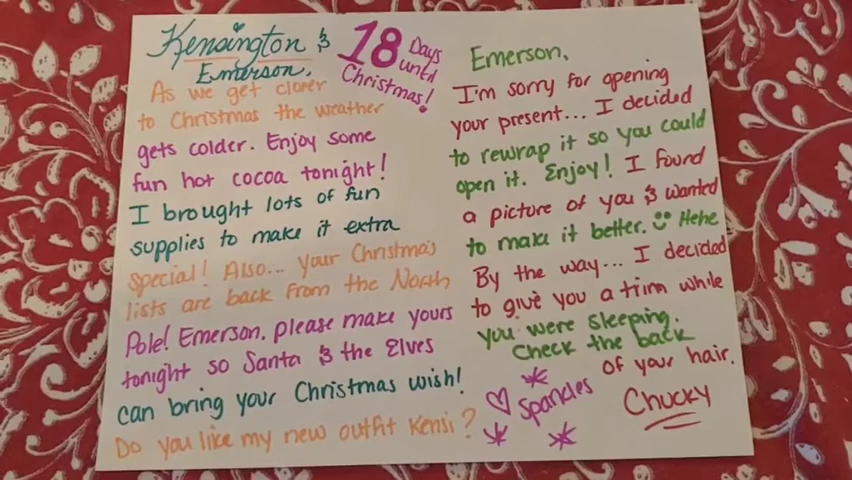 Kensington &
Emerson,
18 Days
until
Christmas!
As we get closer
to Christmas the weather
gets colder. Enjoy some
fun hot cocoa tonight!
I brought lots of fun
supplies to make it extra
special! Also... your Christmas
lists are back from the North
Pole! Emerson, please make yours
tonight so Santa & the Elves
can bring your Christmas wish!
Do you like my new outfit Kensi?
Sparkles
Emerson,
I'm sorry for opening
your present... I decided
to rewrap it so you could
open it. Enjoy! I found
a picture of you & wanted
to make it better. Hehe
By the way... I decided
to give you a trim while
you were sleeping.
Check the back
of your hair.
Chucky